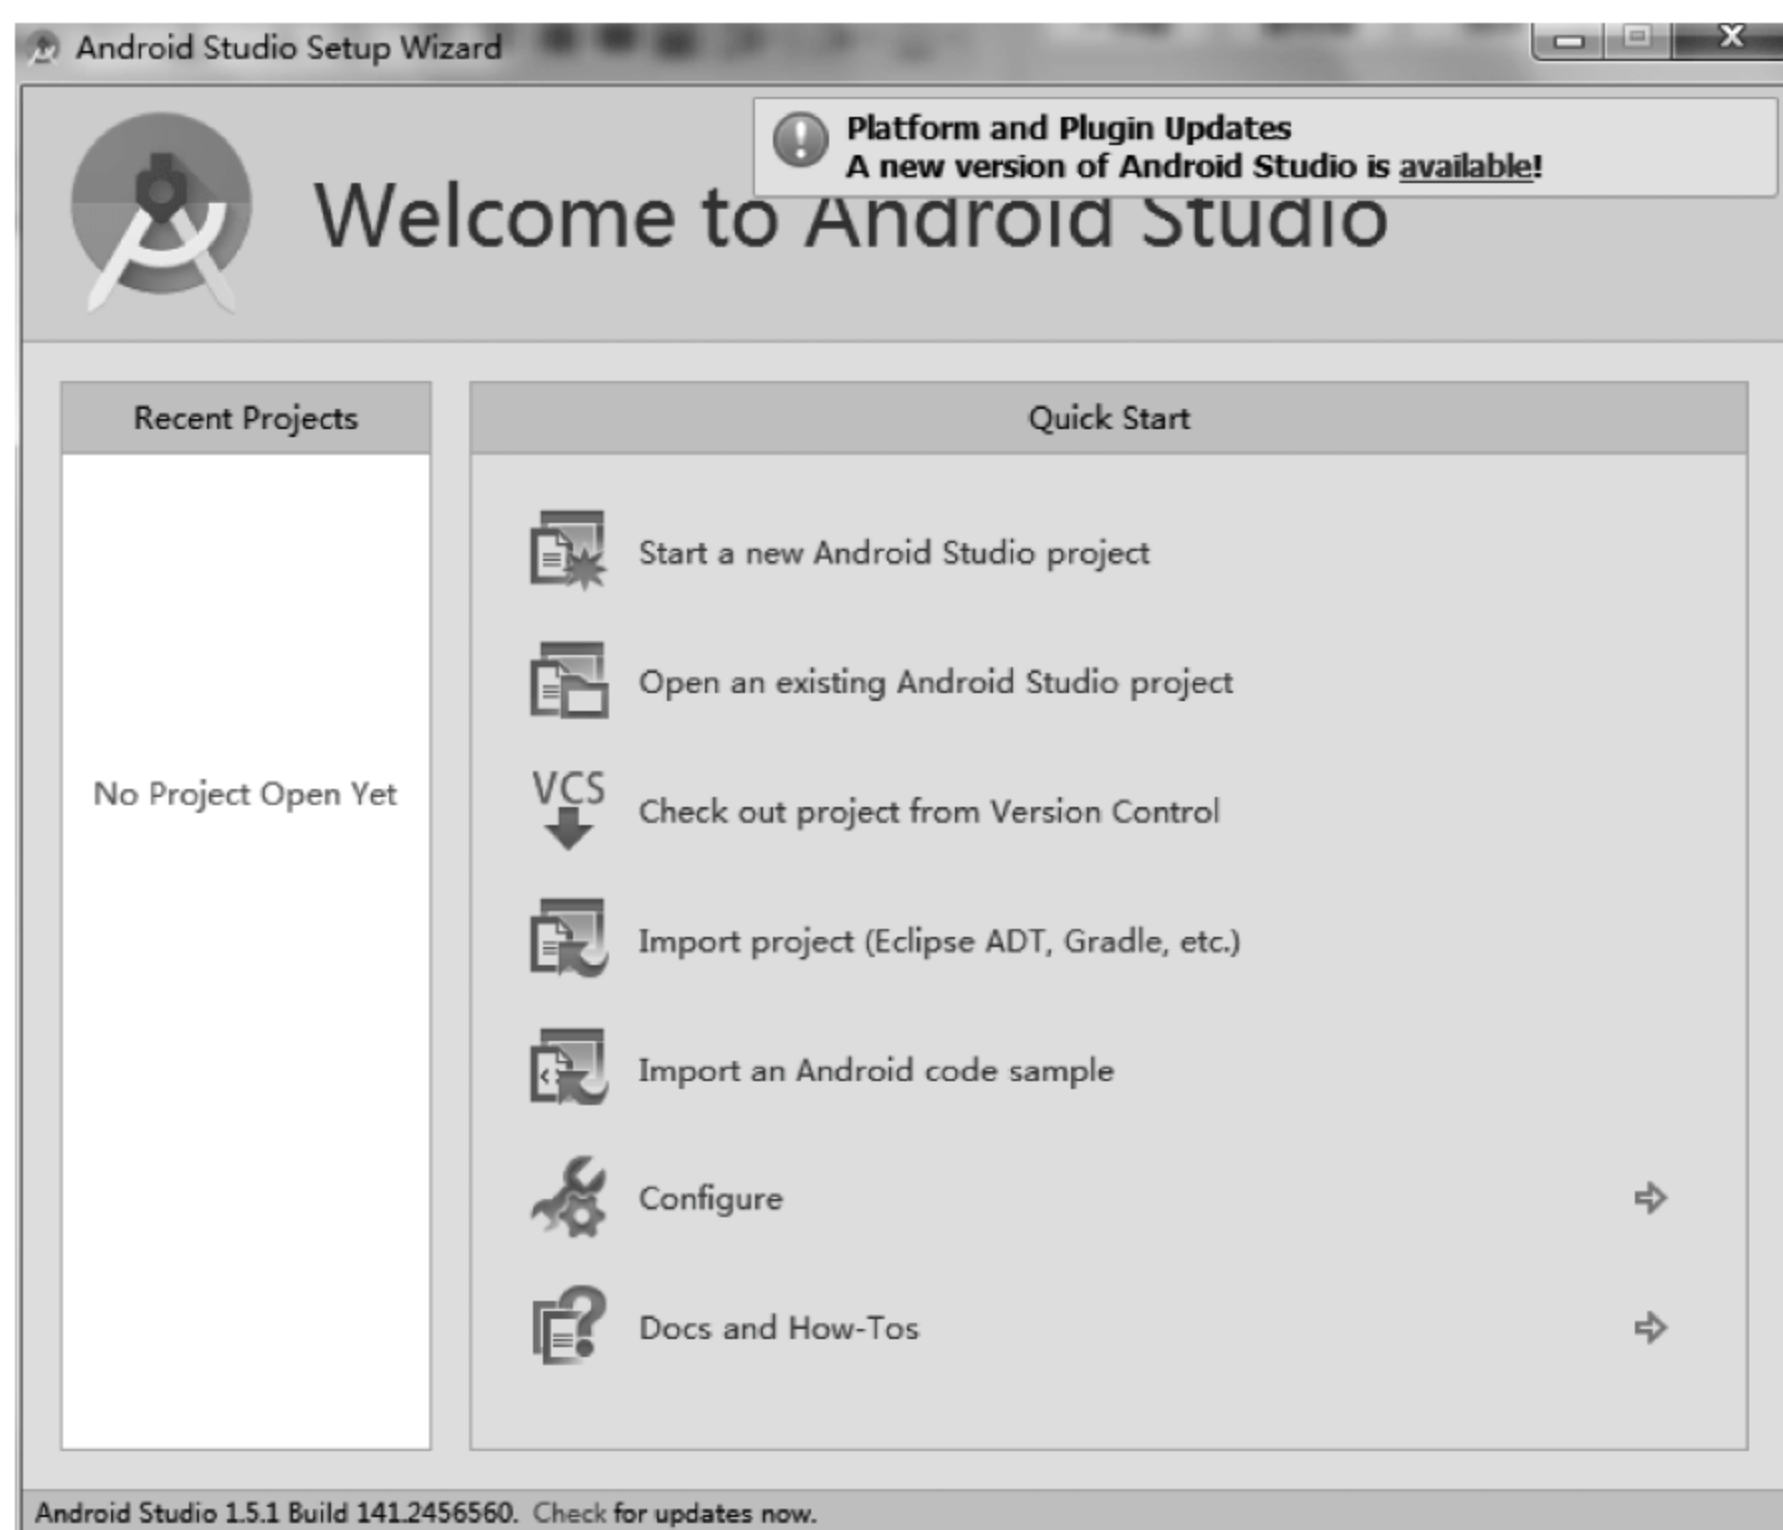 Android Studio Setup Wizard
Platform and Plugin Updates
A new version of Android Studio is available!
Welcome to Android Studio
Recent Projects
Quick Start
Start a new Android Studio project
Open an existing Android Studio project
No Project Open Yet
VCS
Check out project from Version Control
Import project (Eclipse ADT, Gradle, etc.)
Import an Android code sample
Configure
Docs and How-Tos
Android Studio 1.5.1 Build 141.2456560. Check for updates now.